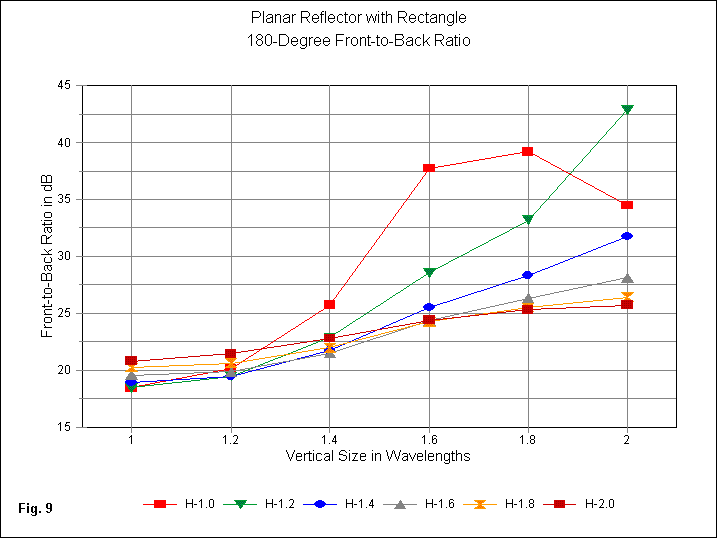 Planar Reflector with Rectangle
180-Degree Front-to-Back Ratio
45
40
35
30
25
20
15
Front-to-Back Ratio in dB
1 1.2 1.4 1.6 1.8 2
Vertical Size in Wavelengths
Fig. 9
H-1.0 H-1.2 H-1.4 H-1.6 H-1.8 H-2.0